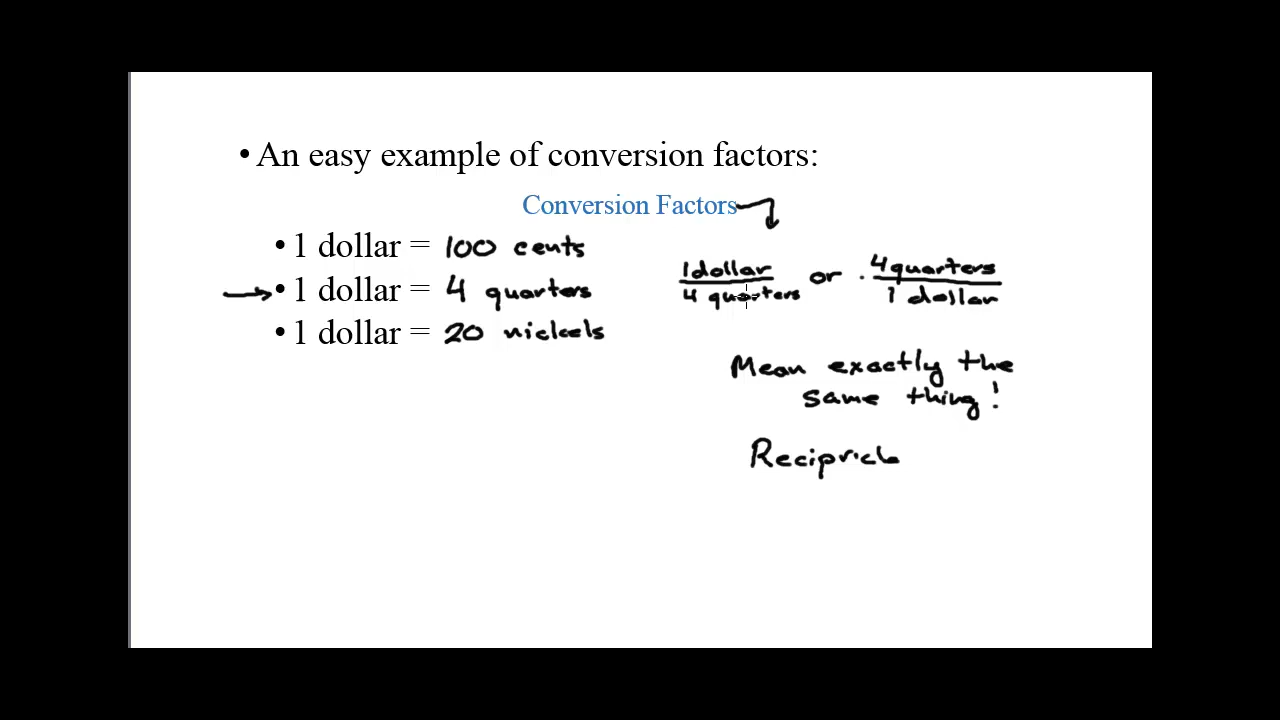 • An easy example of conversion factors:
Conversion Factors
• 1 dollar = 100 cents
• 1 dollar = 4 quarters
• 1 dollar = 20 nickels
1 dollar
4 quarters
or
4 quarters
1 dollar
Mean exactly the
same thing!
Recipricle